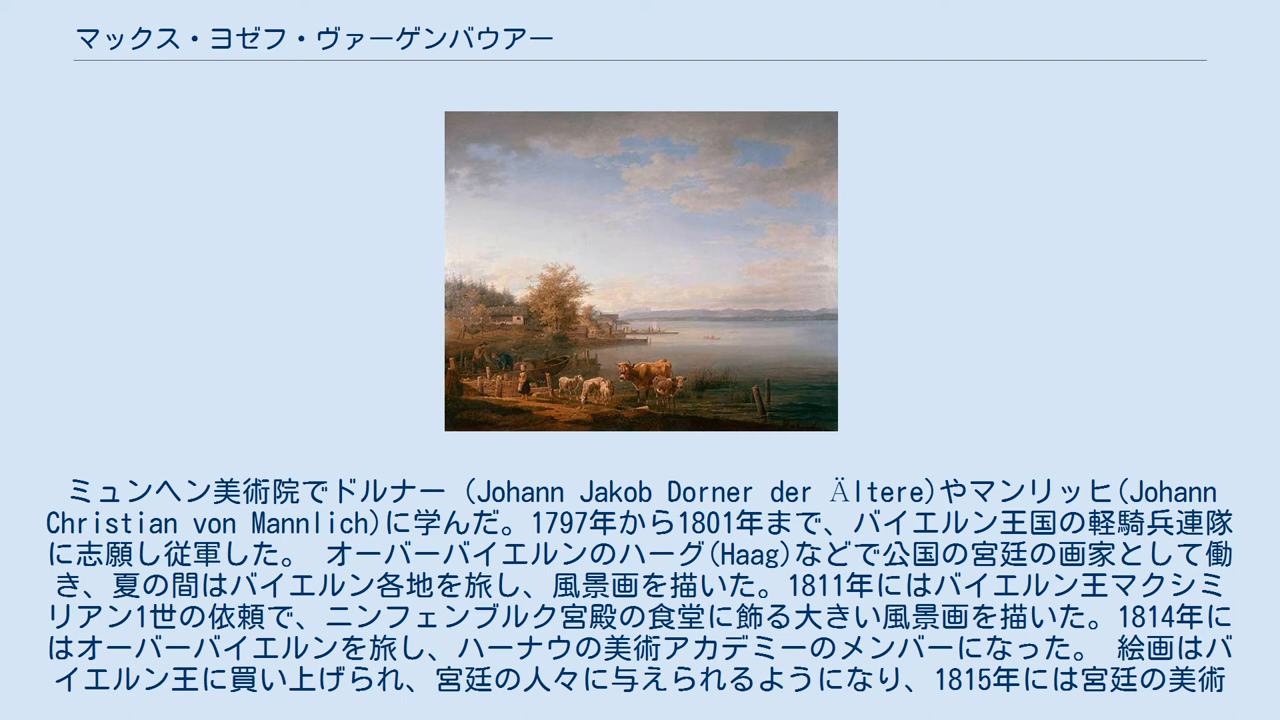 マックス・ヨゼフ・ヴァーゲンバウアー
ミュンヘン美術院でドルナー (Johann Jakob Dorner der Ältere)やマンリッヒ(Johann
Christian von Mannlich)に学んだ。1797年から1801年まで、バイエルン王国の軽騎兵連隊
に志願し従軍した。 オーバーバイエルンのハーグ(Haag)などで公国の宮廷の画家として働
き、夏の間はバイエルン各地を旅し、風景画を描いた。1811年にはバイエルン王マクシミ
リアン1世の依頼で、ニンフェンブルク宮殿の食堂に飾る大きい風景画を描いた。1814年に
はオーバーバイエルンを旅し、ハーナウの美術アカデミーのメンバーになった。 絵画はバ
イエルン王に買い上げられ、宮廷の人々に与えられるようになり、1815年には宮廷の美術